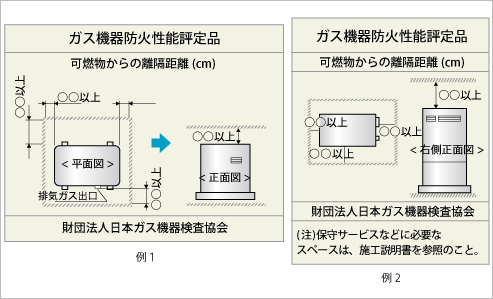 ガス機器防火性能評定品
可燃物からの離隔距離(cm)
○○以上
○○以上
○○以上
<平面図>
<正面図>
排気ガス出口
○○以上
財団法人日本ガス機器検査協会
例1
ガス機器防火性能評定品
可燃物からの離隔距離(cm)
○○以上
○○以上
○○以上
○○以上
<右側正面図>
財団法人日本ガス機器検査協会
(注)保守サービスなどに必要な
スペースは、施工説明書を参照のこと。
例2